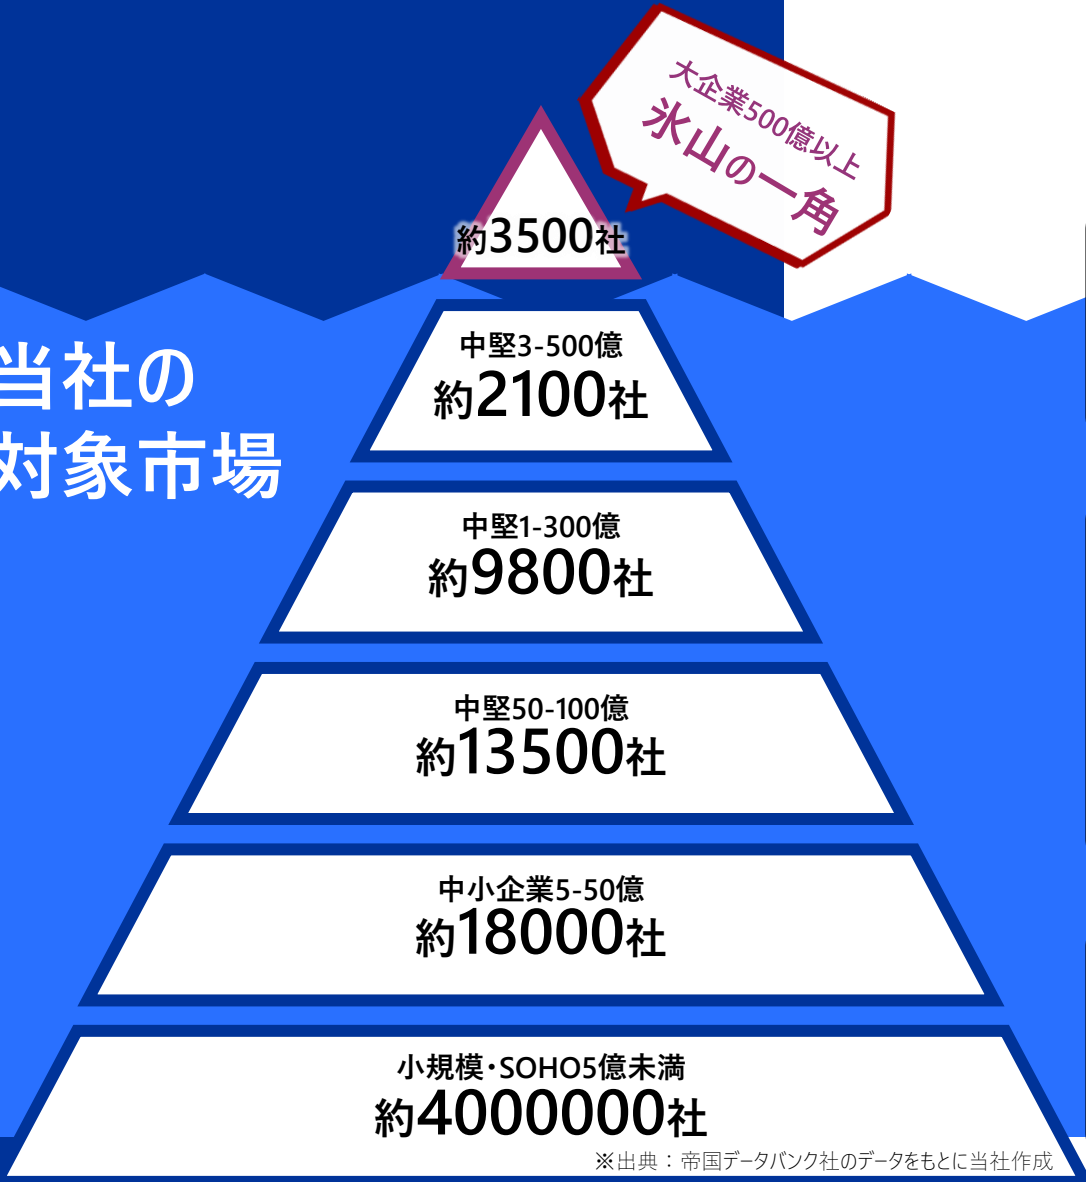 大企業500億以上
氷山の一角
約3500社
当社の
対象市場
中堅3-500億
約2100社
中堅1-300億
約9800社
中堅50-100億
約13500社
中小企業5-50億
約18000社
小規模・SOHO5億未満
約4000000社
※出典：帝国データバンク社のデータをもとに当社作成